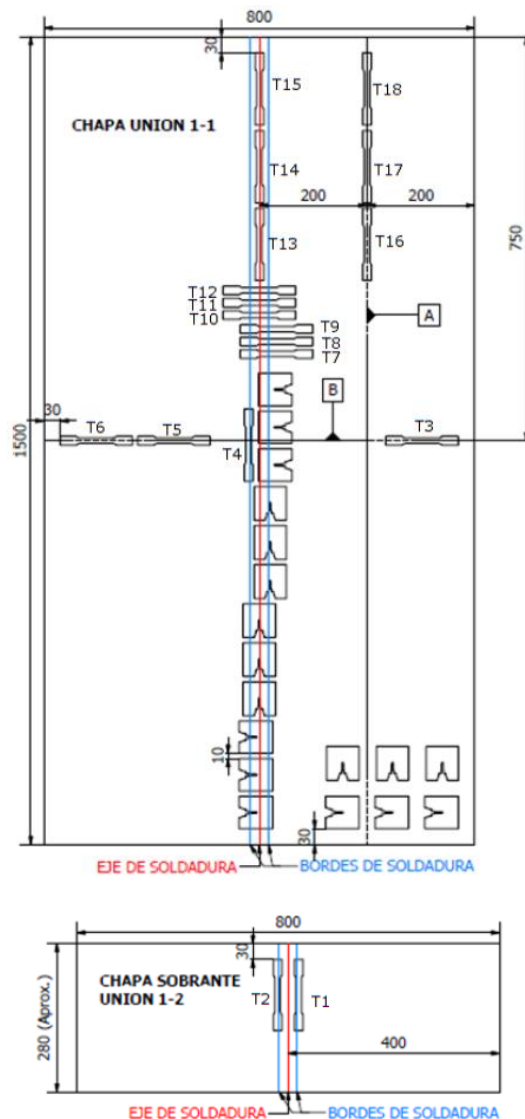 800
30
T15
T18
CHAPA UNION 1-1
T14
T17
200
200
T13
T16
750
T12
T11
T10
A
T9
T8
T7
B
30
T6
T5
T4
T3
1500
10
30
EJE DE SOLDADURA
BORDES DE SOLDADURA
800
30
CHAPA SOBRANTE
UNION 1-2
T2
T1
280 (Aprox.)
400
EJE DE SOLDADURA
BORDES DE SOLDADURA